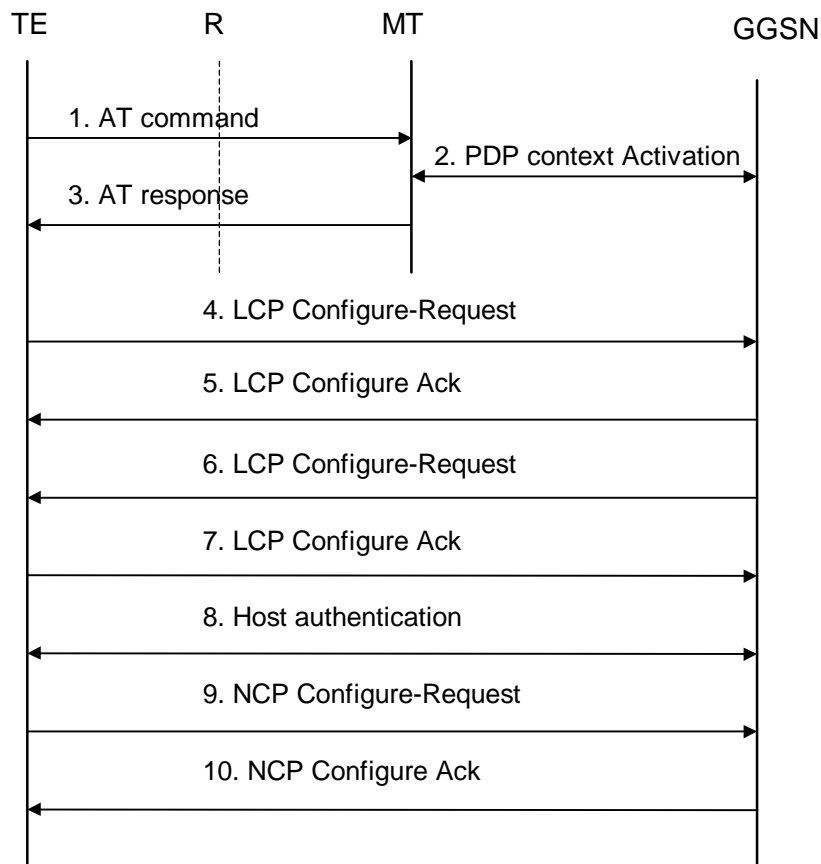 TE R MT GGSN
1. AT command
2. PDP context Activation
3. AT response
4. LCP Configure-Request
5. LCP Configure Ack
6. LCP Configure-Request
7. LCP Configure Ack
8. Host authentication
9. NCP Configure-Request
10. NCP Configure Ack